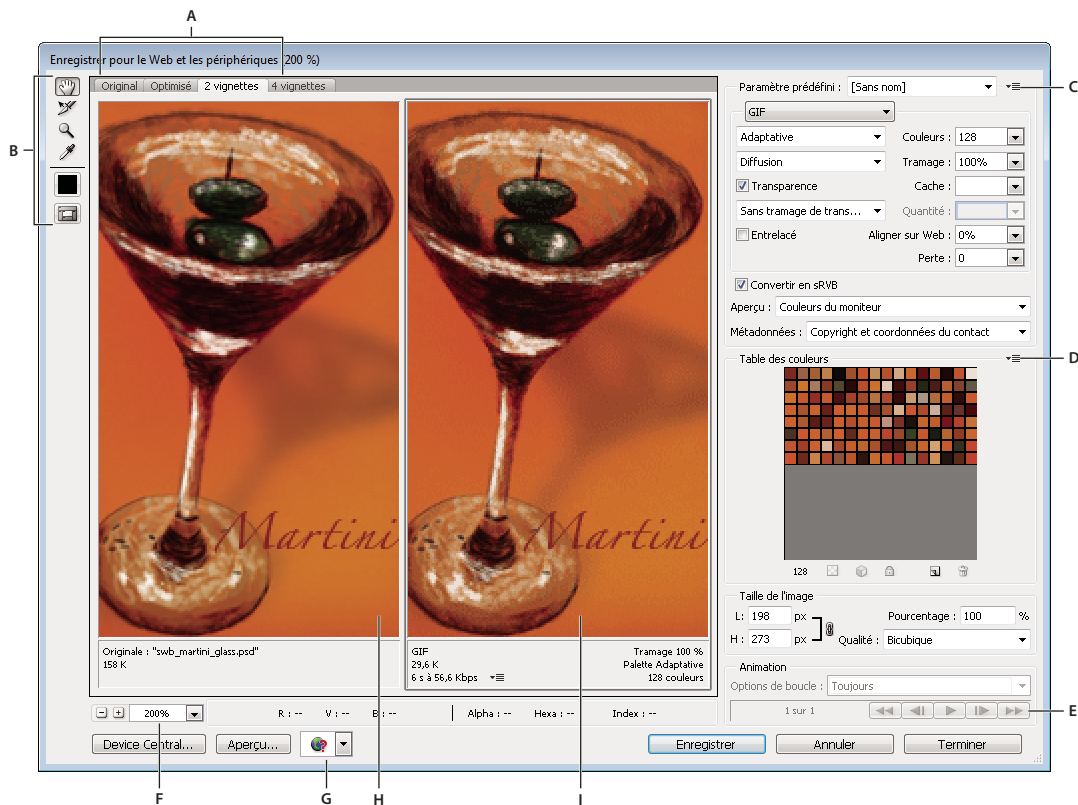 A
Enregistrer pour le Web et les périphériques (200 %)
Original Optimisé 2 vignettes 4 vignettes
B
Martini
Martini
Originale : "swb_martini_glass.psd"
158 K
GIF
29,6 K
6 s à 56,6 Kbps
Tramage 100 %
Palette Adaptative
128 couleurs
Paramètre prédéfini : [Sans nom]
C
GIF
Adaptative Couleurs : 128
Diffusion Tramage : 100%
Transparence Cache :
Sans tramage de trans... Quantité :
Entrelacé Aligner sur Web : 0%
Perte : 0
Convertir en sRVB
Aperçu : Couleurs du moniteur
Métadonnées : Copyright et coordonnées du contact
Table des couleurs
D
128
Taille de l'image
L: 198 px Pourcentage : 100 %
H : 273 px Qualité : Bicubique
Animation
Options de boucle : Toujours
1 sur 1
E
200% R : -- V : -- B : -- Alpha : -- Hexa : -- Index : --
Device Central... Aperçu... Enregistrer Annuler Terminer
F G H I